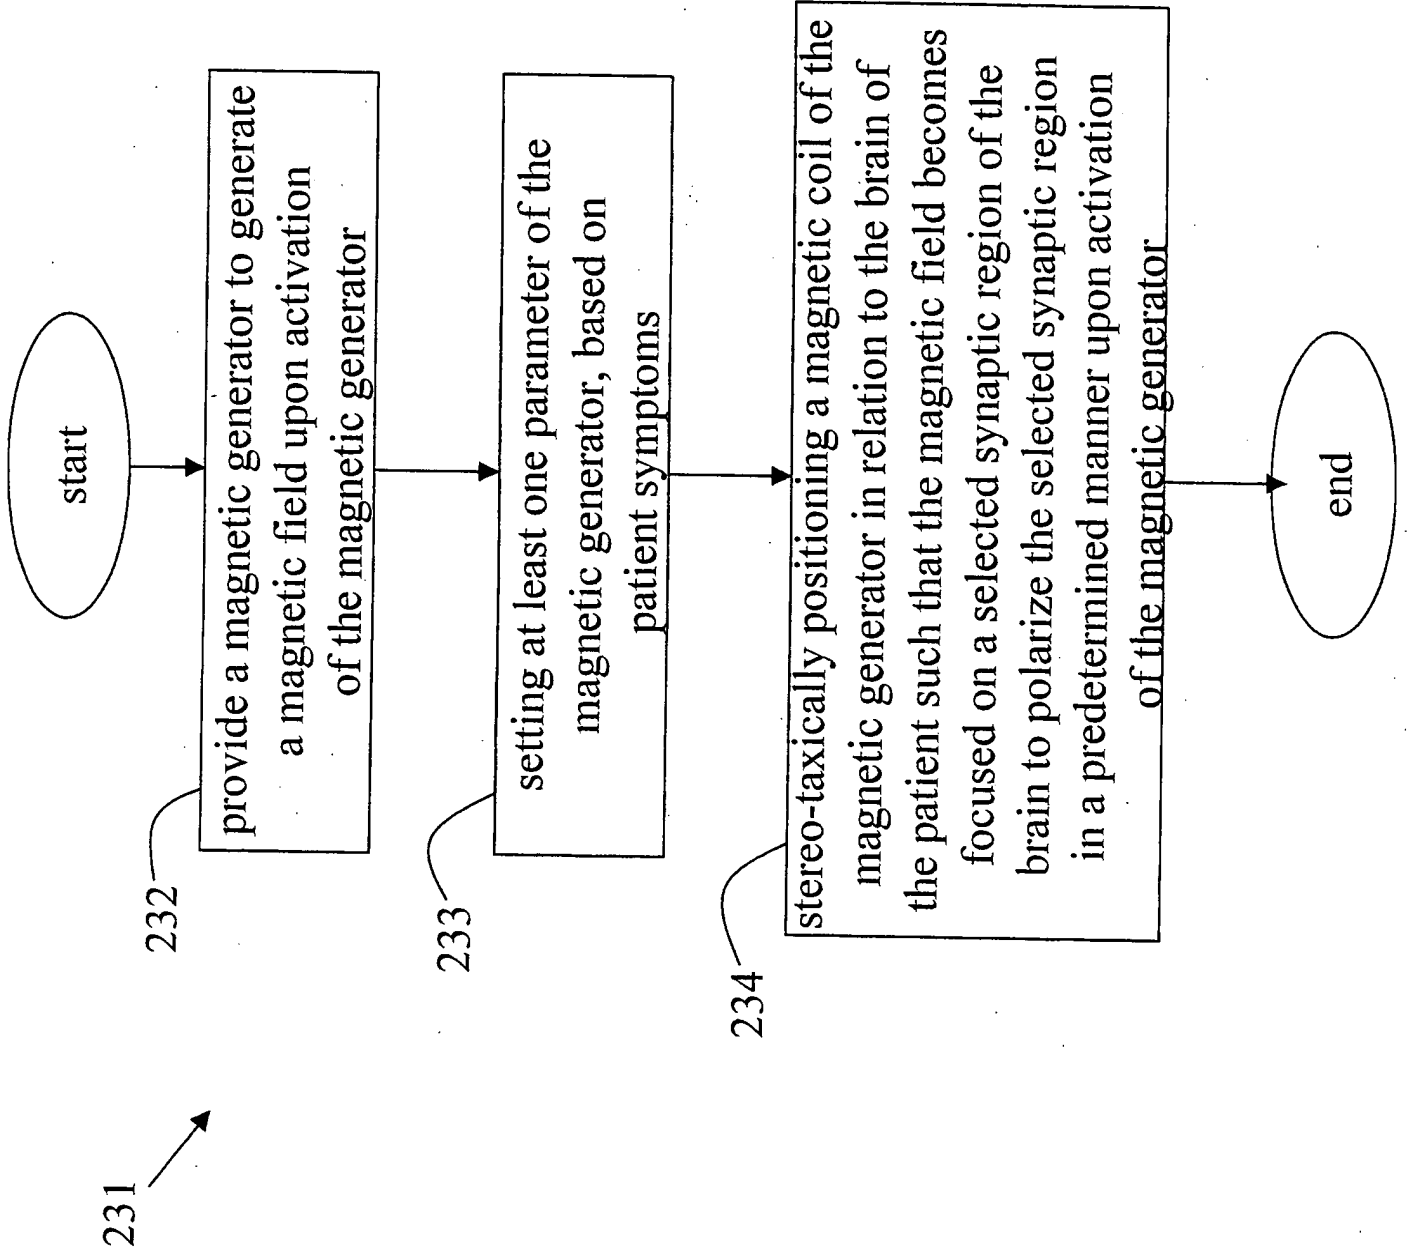 start
232
provide a magnetic generator to generate
a magnetic field upon activation
of the magnetic generator
233
setting at least one parameter of the
magnetic generator, based on
patient symptoms
234
stereo-taxically positioning a magnetic coil of the
magnetic generator in relation to the brain of
the patient such that the magnetic field becomes
focused on a selected synaptic region of the
brain to polarize the selected synaptic region
in a predetermined manner upon activation
of the magnetic generator
end
231